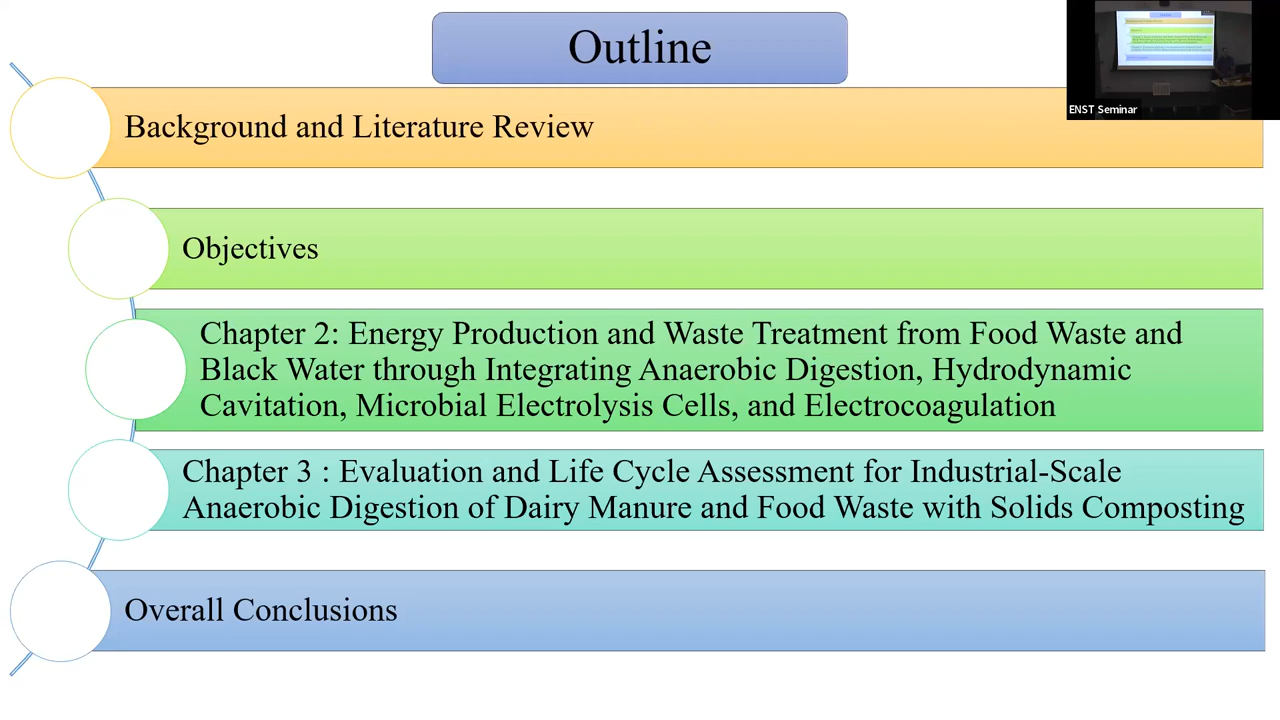 Outline
ENST Seminar
Background and Literature Review
Objectives
Chapter 2: Energy Production and Waste Treatment from Food Waste and
Black Water through Integrating Anaerobic Digestion, Hydrodynamic
Cavitation, Microbial Electrolysis Cells, and Electrocoagulation
Chapter 3 : Evaluation and Life Cycle Assessment for Industrial-Scale
Anaerobic Digestion of Dairy Manure and Food Waste with Solids Composting
Overall Conclusions